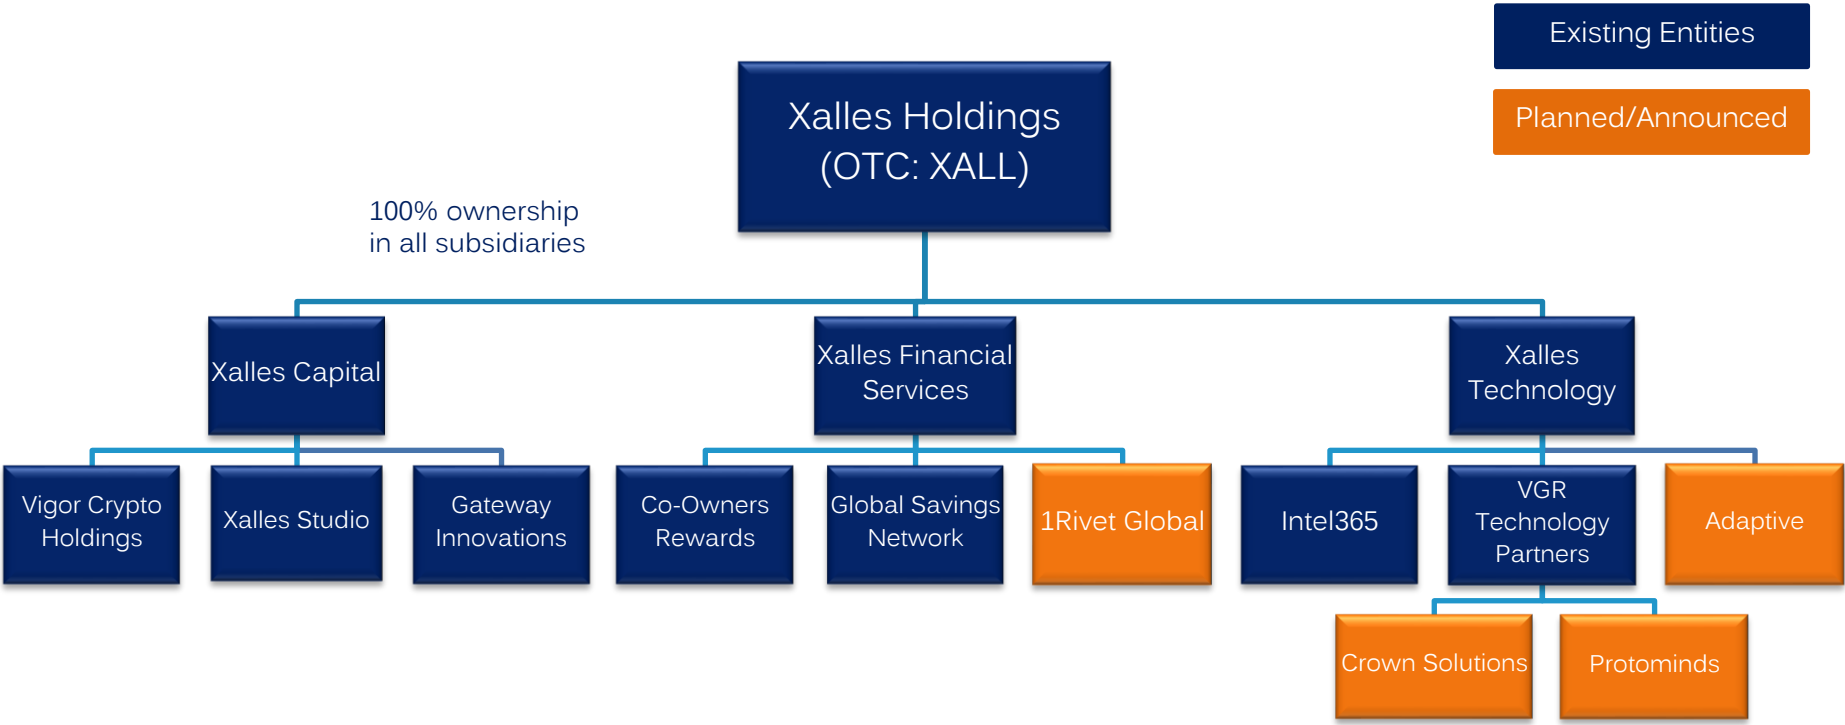 Existing Entities
Planned/Announced
Xalles Holdings
(OTC: XALL)
100% ownership
in all subsidiaries
Xalles Capital
Xalles Financial
Services
Xalles
Technology
Vigor Crypto
Holdings
Xalles Studio
Gateway
Innovations
Co-Owners
Rewards
Global Savings
Network
1Rivet Global
Intel365
VGR
Technology
Partners
Adaptive
Crown Solutions
Protominds